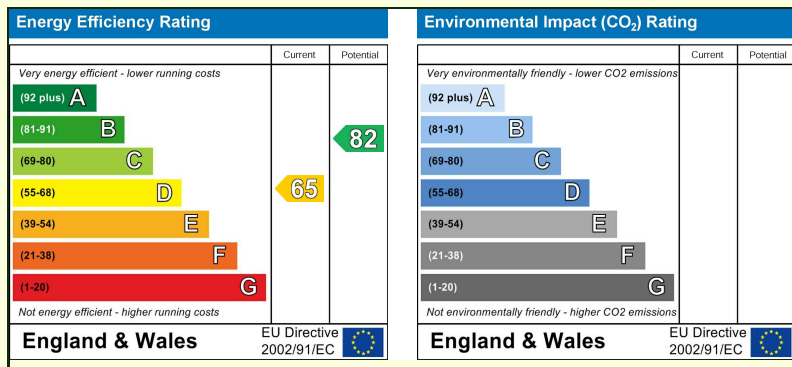 Energy Efficiency Rating
Current Potential
Very energy efficient - lower running costs
(92 plus) A
(81-91) B
82
(69-80) C
(55-68) D
65
(39-54) E
(21-38) F
(1-20) G
Not energy efficient - higher running costs
England & Wales
EU Directive
2002/91/EC
Environmental Impact (CO₂) Rating
Current Potential
Very environmentally friendly - lower CO2 emissions
(92 plus) A
(81-91) B
(69-80) C
(55-68) D
(39-54) E
(21-38) F
(1-20) G
Not environmentally friendly - higher CO2 emissions
England & Wales
EU Directive
2002/91/EC